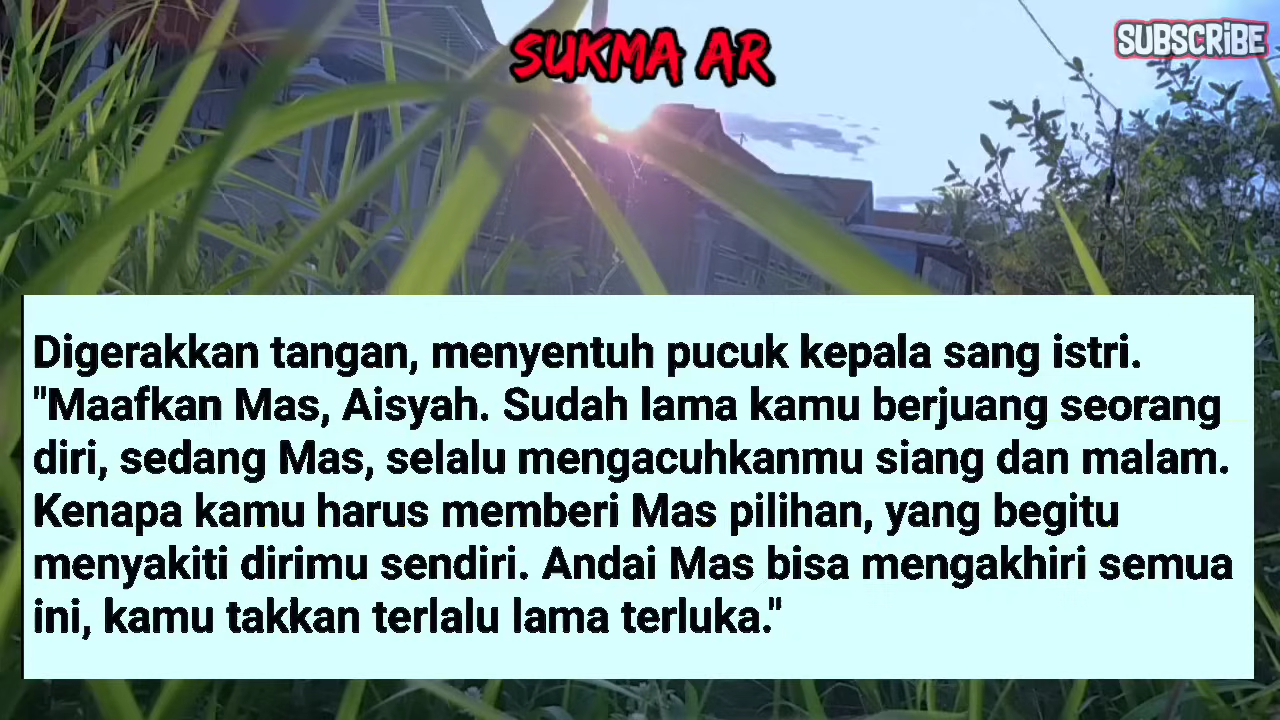 SUKMA AR
SUBSCRiBE
Digerakkan tangan, menyentuh pucuk kepala sang istri.
"Maafkan Mas, Aisyah. Sudah lama kamu berjuang seorang
diri, sedang Mas, selalu mengacuhkanmu siang dan malam.
Kenapa kamu harus memberi Mas pilihan, yang begitu
menyakiti dirimu sendiri. Andai Mas bisa mengakhiri semua
ini, kamu takkan terlalu lama terluka."